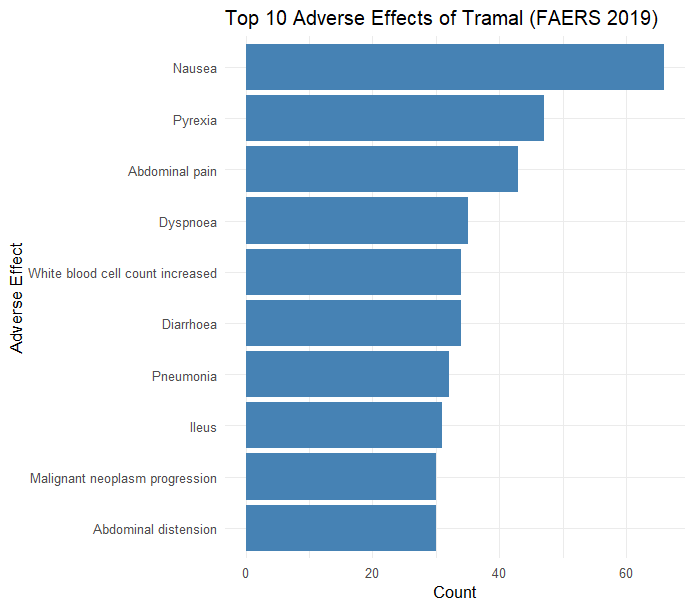 Top 10 Adverse Effects of Tramal (FAERS 2019)
Adverse Effect
Nausea
Pyrexia
Abdominal pain
Dyspnoea
White blood cell count increased
Diarrhoea
Pneumonia
Ileus
Malignant neoplasm progression
Abdominal distension
0 20 40 60
Count